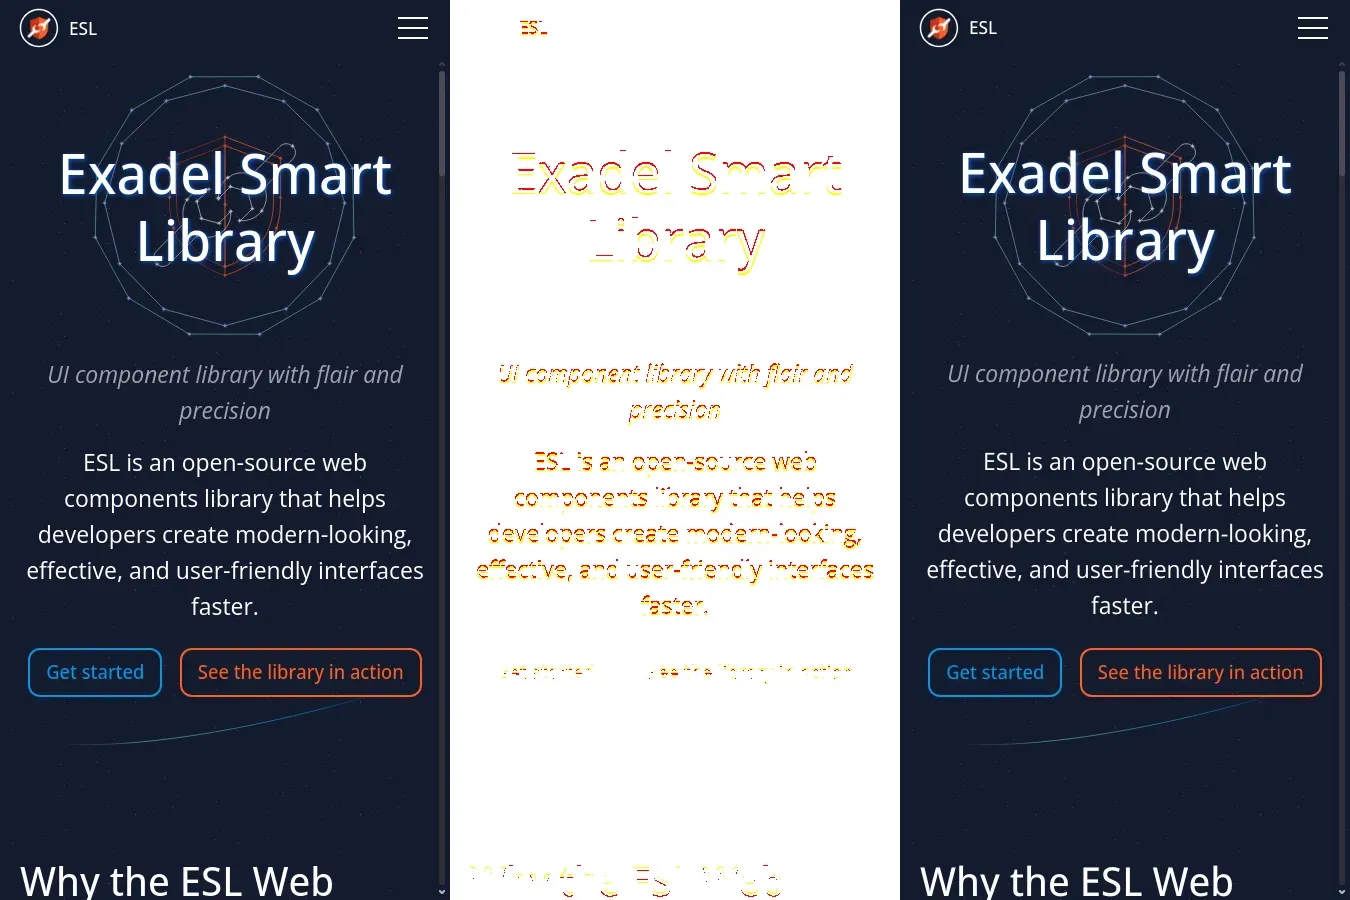 ESL
Exadel Smart
Library
UI component library with flair and
precision
ESL is an open-source web
components library that helps
developers create modern-looking,
effective, and user-friendly interfaces
faster.
Get started
See the library in action
Why the ESL Web
ESL
Exadel Smart
Library
UI component library with flair and
precision
ESL is an open-source web
components library that helps
developers create modern-looking,
effective, and user-friendly interfaces
faster.
Get started
See the library in action
Why the ESL Web
ESL
Exadel Smart
Library
UI component library with flair and
precision
ESL is an open-source web
components library that helps
developers create modern-looking,
effective, and user-friendly interfaces
faster.
Get started
See the library in action
Why the ESL Web